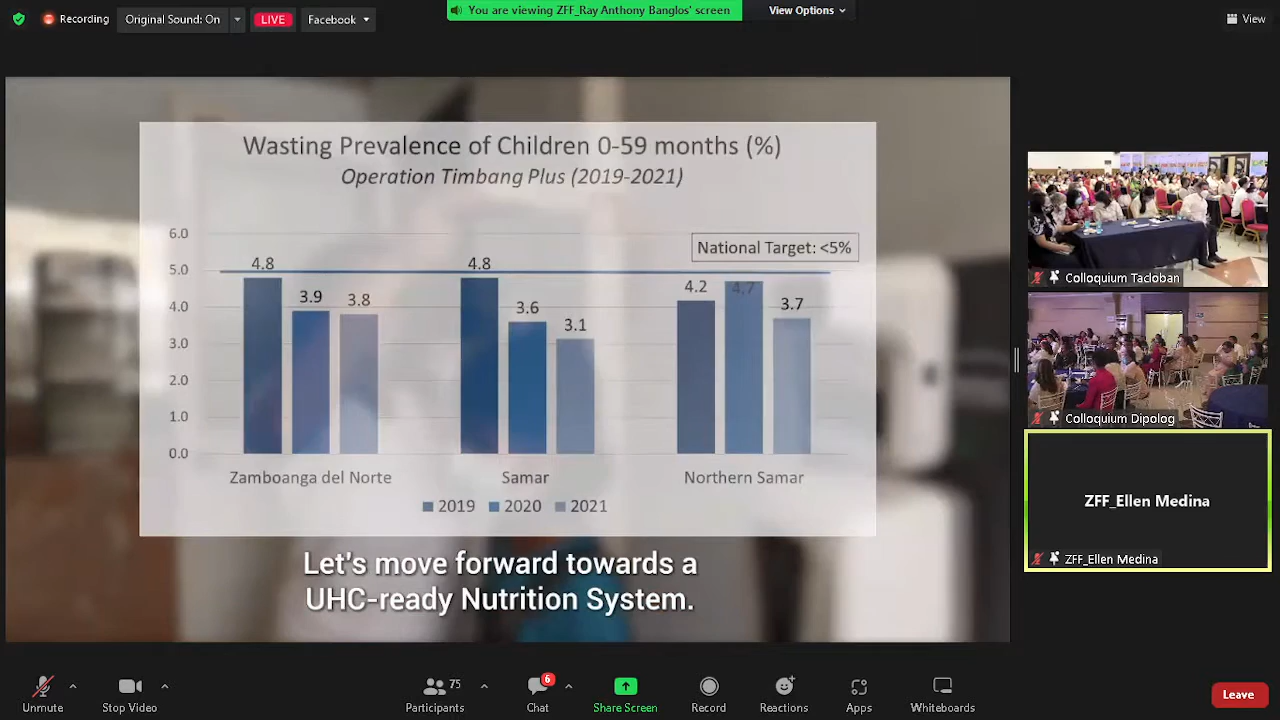 Recording
Original Sound: On
LIVE
Facebook
You are viewing ZFF_Ray Anthony Banglos' screen
View Options
View
Wasting Prevalence of Children 0-59 months (%)
Operation Timbang Plus (2019-2021)
National Target: <5%
6.0
5.0
4.0
3.0
2.0
1.0
0.0
4.8
3.9
3.8
4.8
3.6
3.1
4.2
4.7
3.7
Zamboanga del Norte
Samar
Northern Samar
2019
2020
2021
Let's move forward towards a
UHC-ready Nutrition System.
Colloquium Tacloban
Colloquium Dipolog
ZFF_Ellen Medina
ZFF_Ellen Medina
Unmute
Stop Video
Participants
75
Chat
6
Share Screen
Record
Reactions
Apps
Whiteboards
Leave